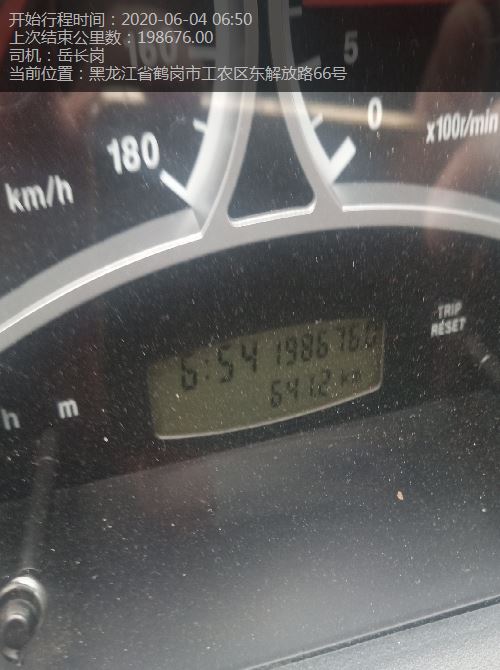 开始行程时间：2020-06-04 06:50
上次结束公里数：198676.00
司机：岳长岗
当前位置：黑龙江省鹤岗市工农区东解放路66号
5
0
180
x100r/min
km/h
TRIP
RESET
6:54 198676.0
641.2 km
h m